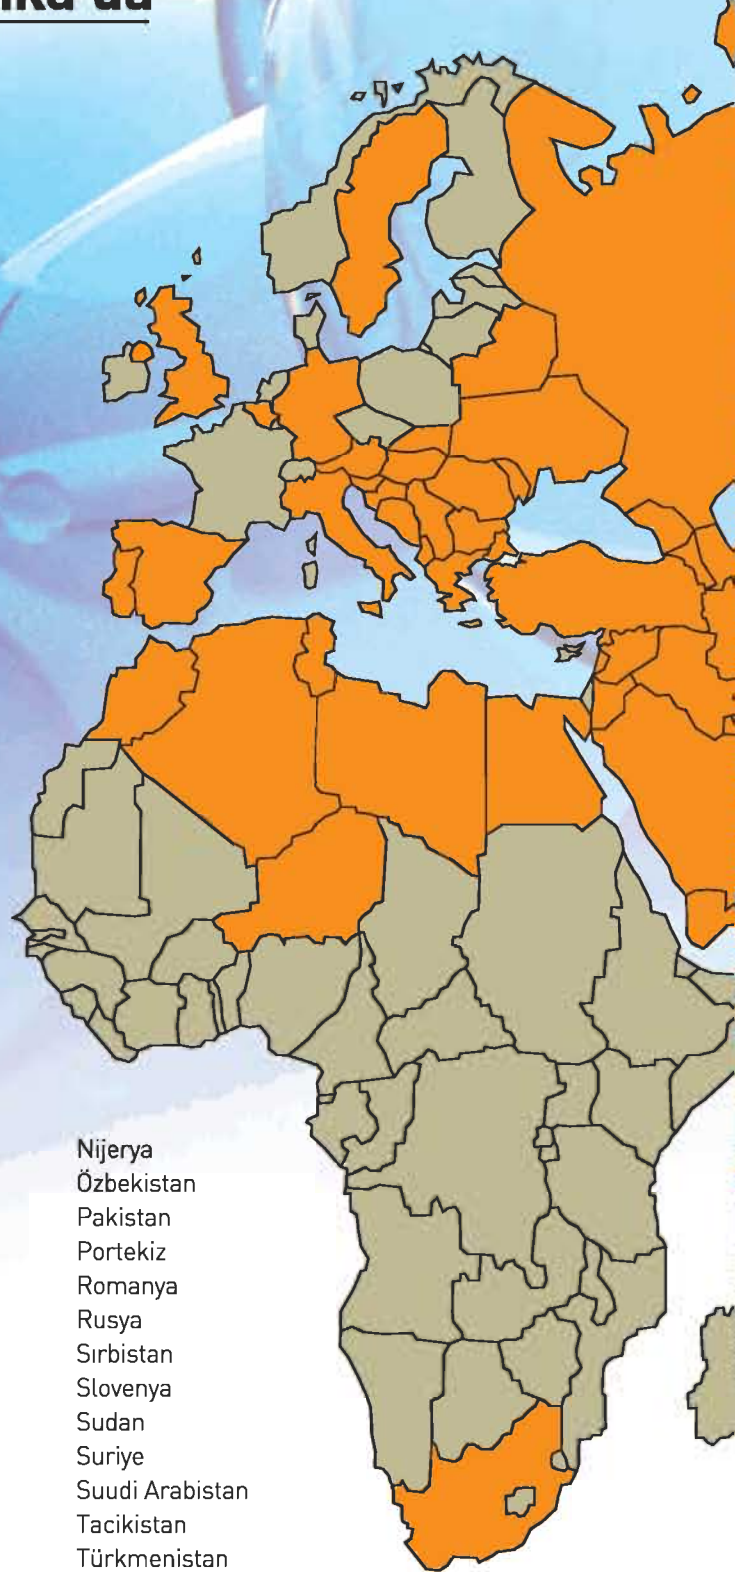 Nijerya
Özbekistan
Pakistan
Portekiz
Romanya
Rusya
Sırbistan
Slovenya
Sudan
Suriye
Suudi Arabistan
Tacikistan
Türkmenistan